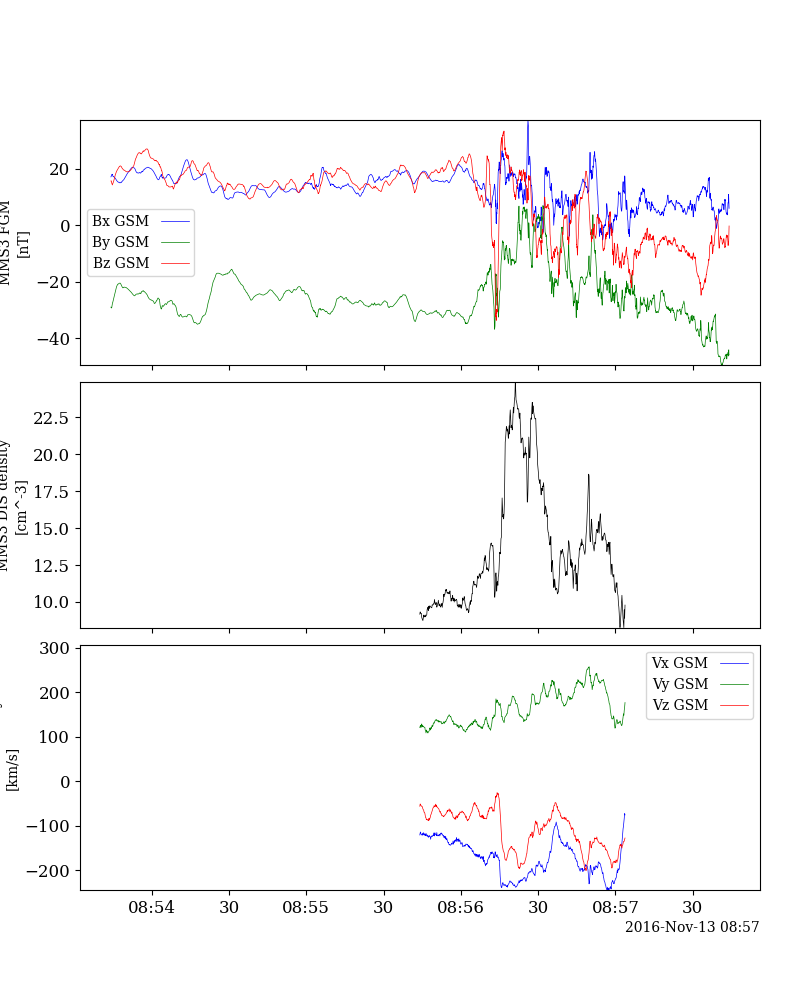 20
0
−20
−40
MMS3 FGM
[nT]
Bx GSM
By GSM
Bz GSM
22.5
20.0
17.5
15.0
12.5
10.0
MMS3 DIS density
[cm^-3]
300
200
100
0
−100
−200
[km/s]
Vx GSM
Vy GSM
Vz GSM
08:54 30 08:55 30 08:56 30 08:57 30
2016-Nov-13 08:57